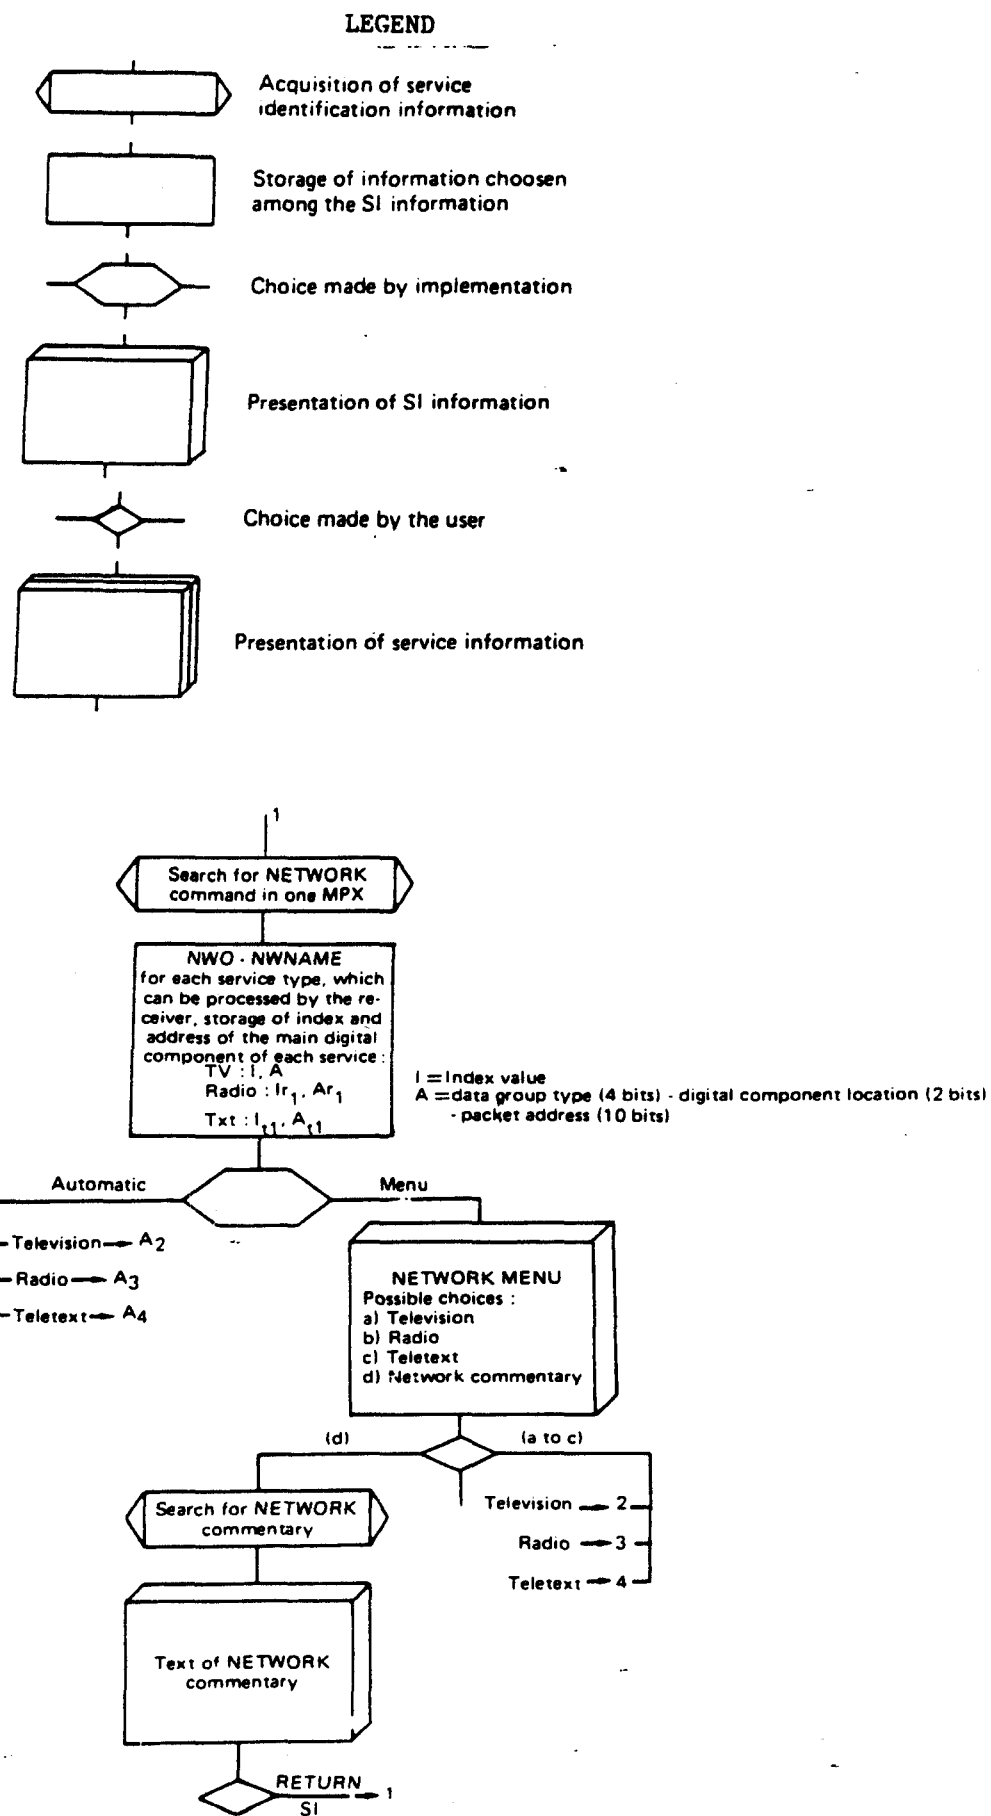 LEGEND
Acquisition of service
identification information
Storage of information choosen
among the SI information
Choice made by implementation
Presentation of SI information
Choice made by the user
Presentation of service information
1
Search for NETWORK
command in one MPX
NWO - NWNAME
for each service type, which
can be processed by the re-
ceiver, storage of index and
address of the main digital
component of each service :
TV : I, A
Radio : Ir1, Ar1
Txt : It1, At1
I = Index value
A = data group type (4 bits) - digital component location (2 bits)
- packet address (10 bits)
Automatic
Menu
Television → A2
Radio → A3
Teletext → A4
NETWORK MENU
Possible choices :
a) Television
b) Radio
c) Teletext
d) Network commentary
(d)
(a to c)
Search for NETWORK
commentary
Television → 2
Radio → 3
Teletext → 4
Text of NETWORK
commentary
RETURN → 1
SI